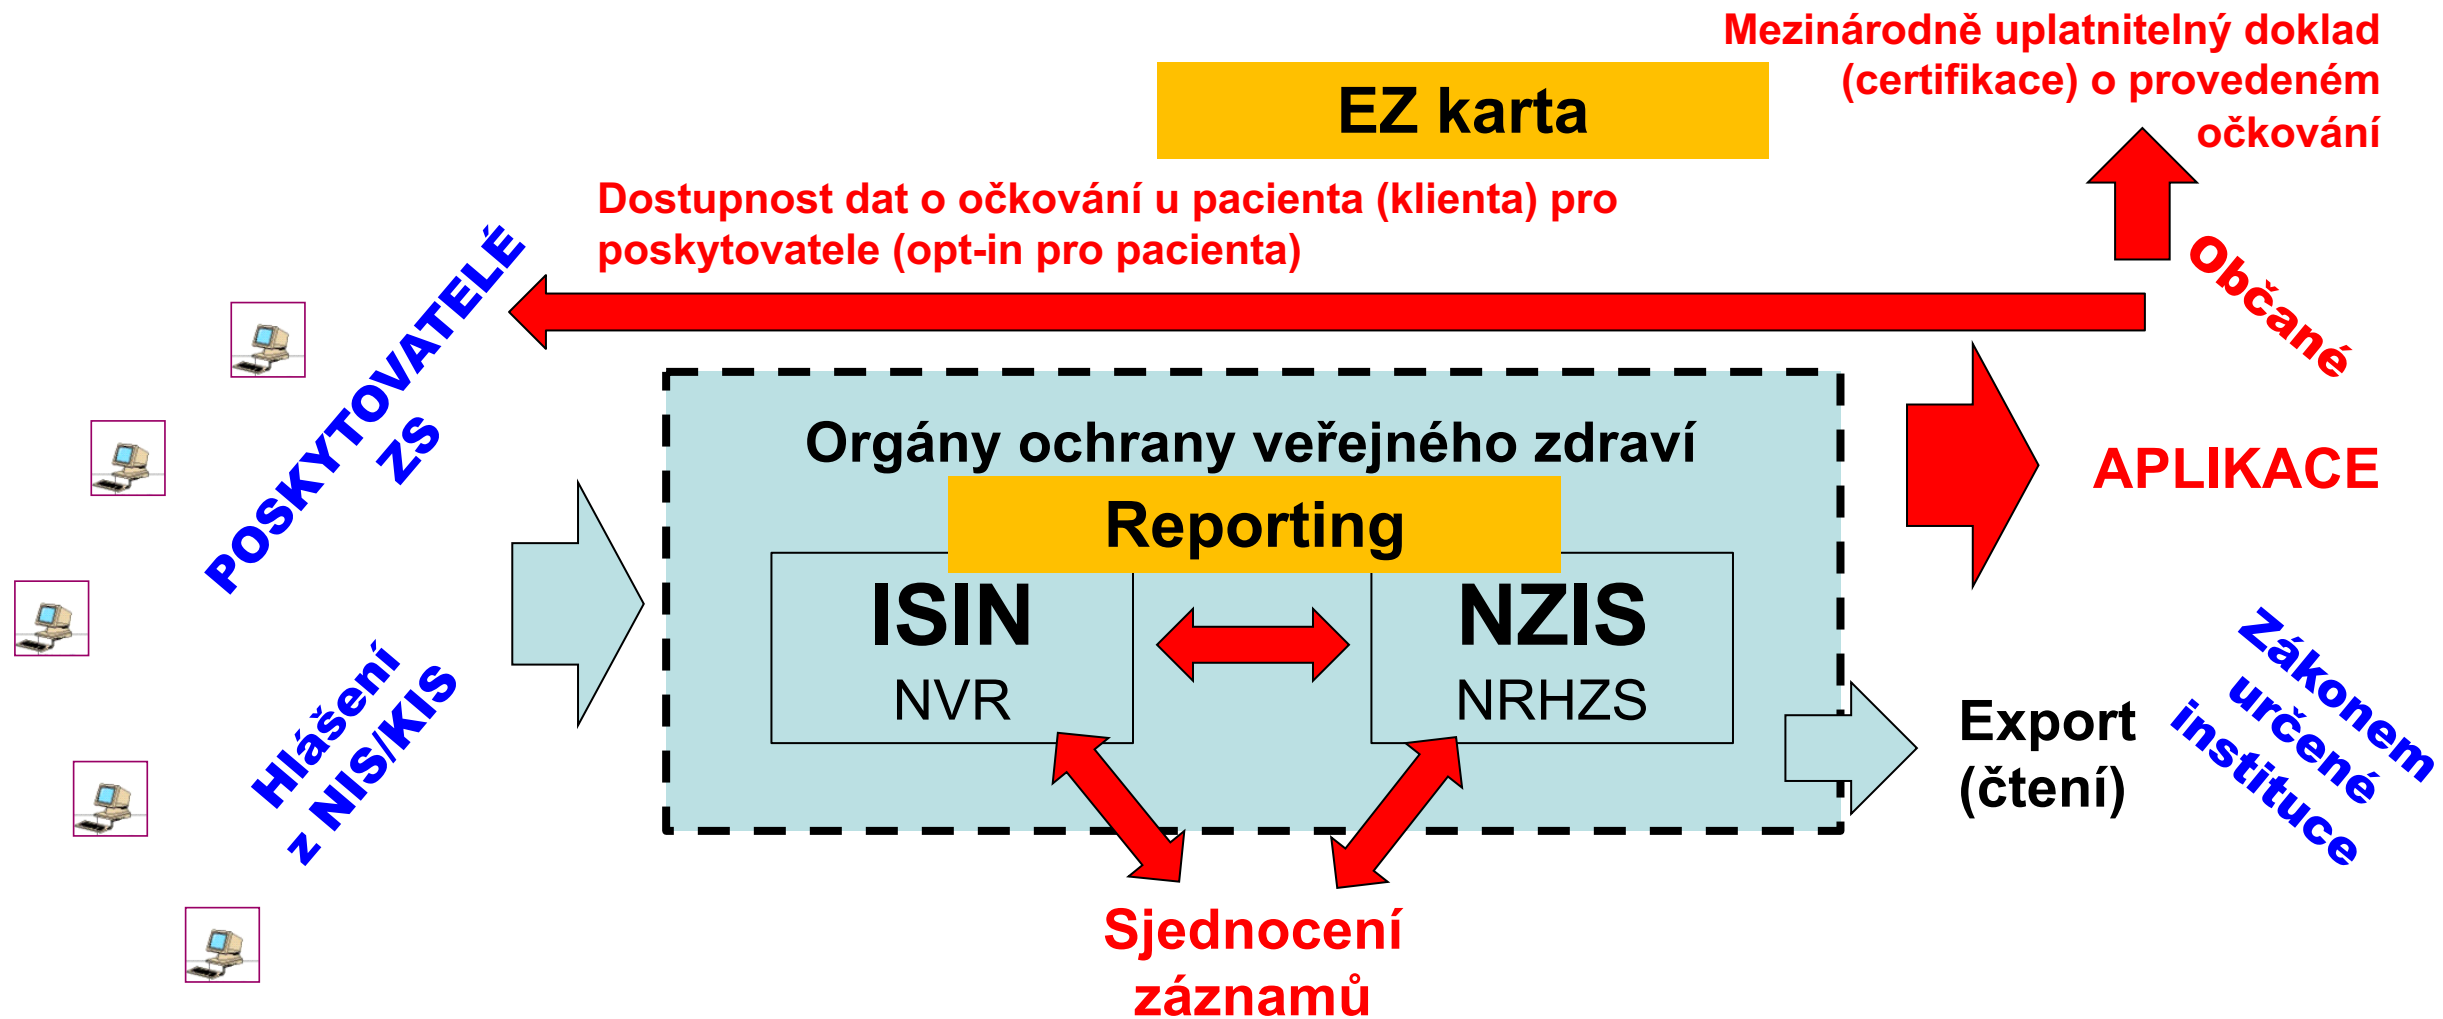 Mezinárodně uplatnitelný doklad
(certifikace) o provedeném
očkování
EZ karta
Dostupnost dat o očkování u pacienta (klienta) pro
poskytovatele (opt-in pro pacienta)
Občané
POSKYTOVATELÉ
ZS
Orgány ochrany veřejného zdraví
Reporting
APLIKACE
ISIN
NVR
NZIS
NRHZS
Hlášení
z NIS/KIS
Export
(čtení)
Zákonem
určené
instituce
Sjednocení
záznamů